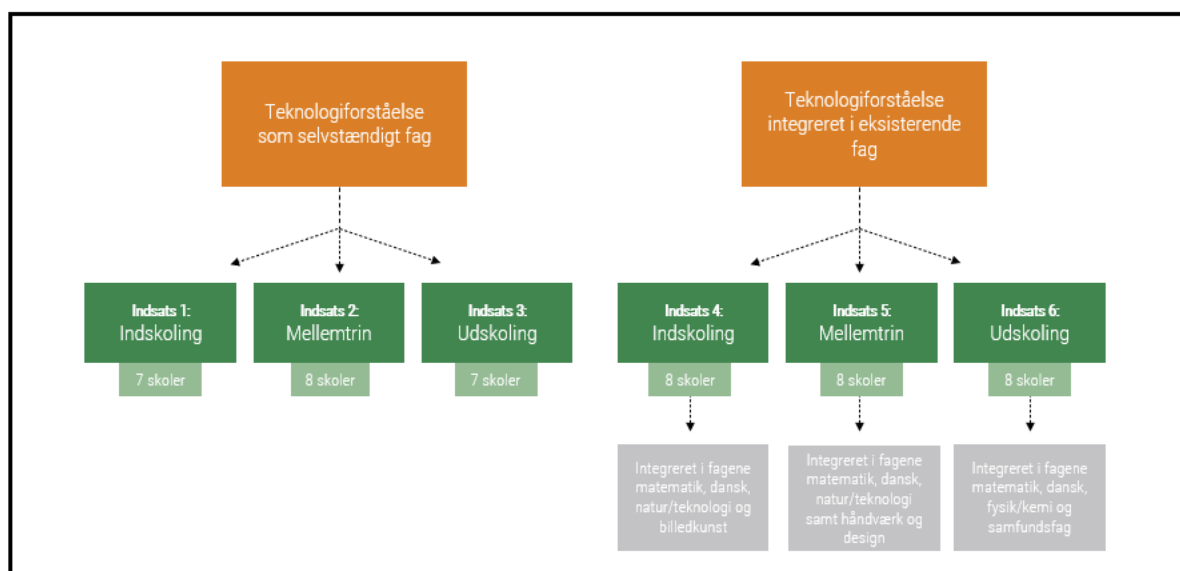 Teknologiforståelse
som selvstændigt fag
Teknologiforståelse
integreret i eksisterende
fag
Indsats 1:
Indskoling
7 skoler
Indsats 2:
Mellemtrin
8 skoler
Indsats 3:
Udskoling
7 skoler
Indsats 4:
Indskoling
8 skoler
Indsats 5:
Mellemtrin
8 skoler
Indsats 6:
Udskoling
8 skoler
Integreret i fagene
matematik, dansk,
natur/teknologi og
billedkunst
Integreret i fagene
matematik, dansk,
natur/teknologi
samt håndværk og
design
Integreret i fagene
matematik, dansk,
fysik/kemi og
samfundsfag